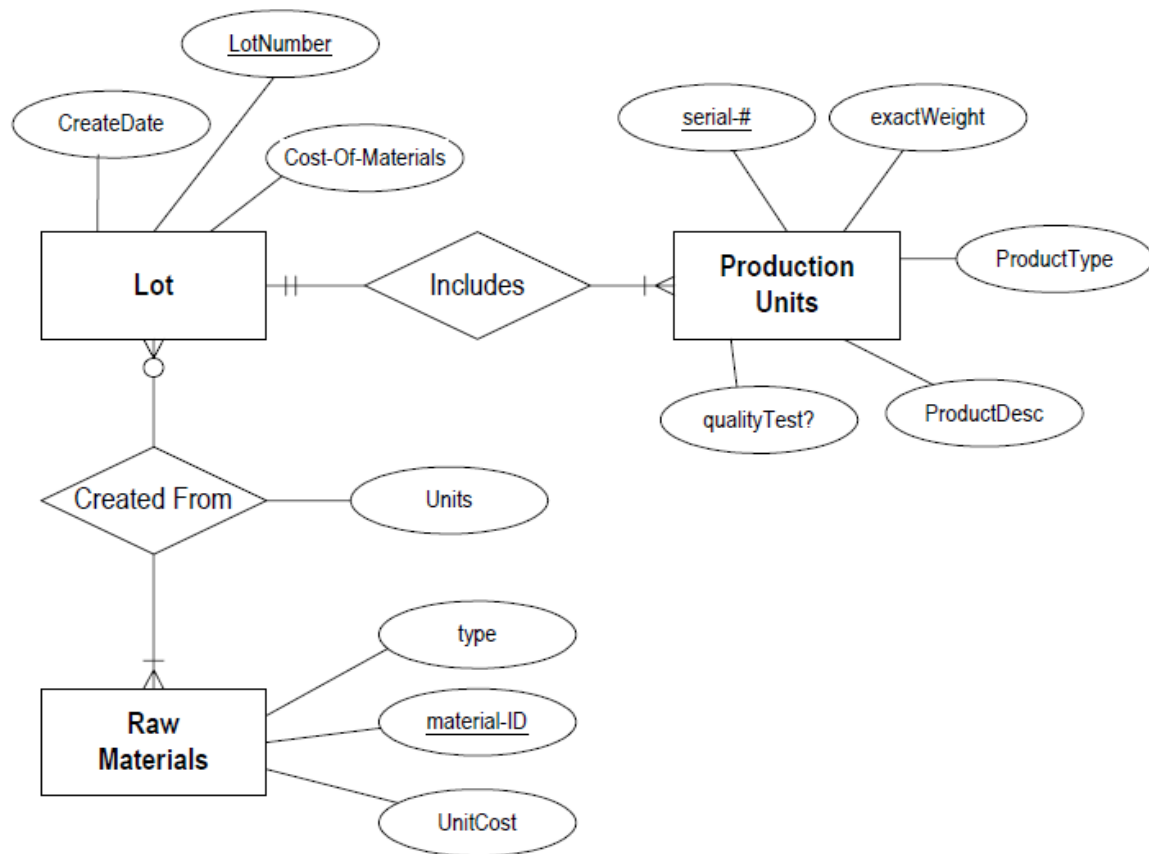 LotNumber
CreateDate
Cost-Of-Materials
serial-#
exactWeight
Lot
Includes
Production
Units
ProductType
qualityTest?
ProductDesc
Created From
Units
type
Raw
Materials
material-ID
UnitCost